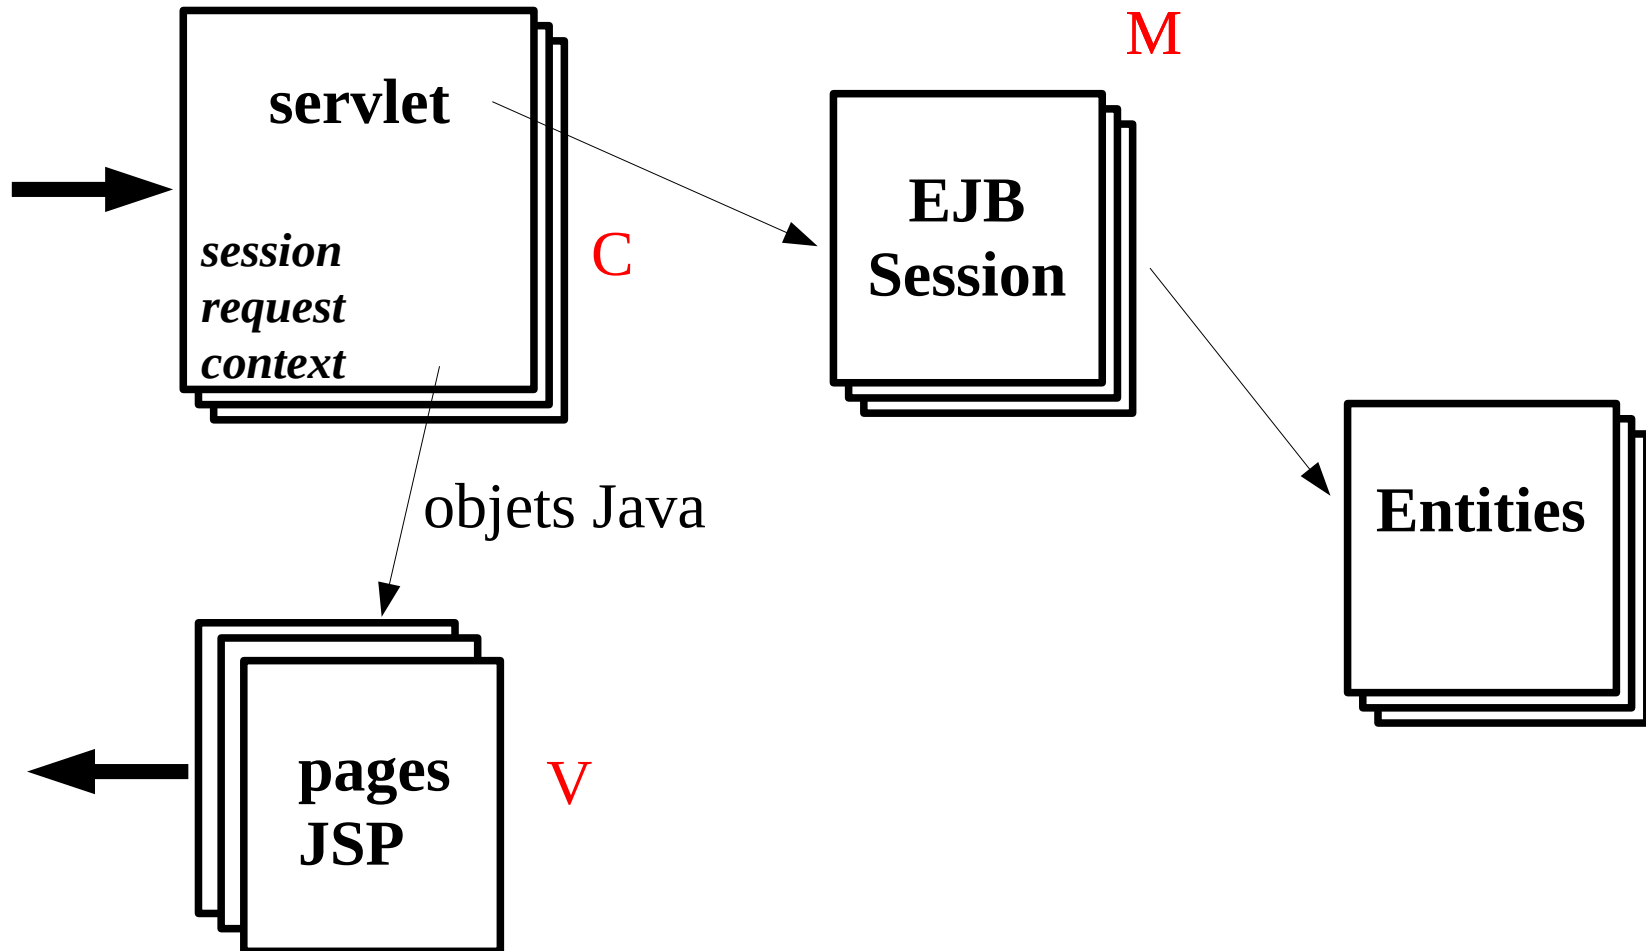 M
servlet
EJB
Session
C
session
request
context
objets Java
Entities
pages
JSP
V